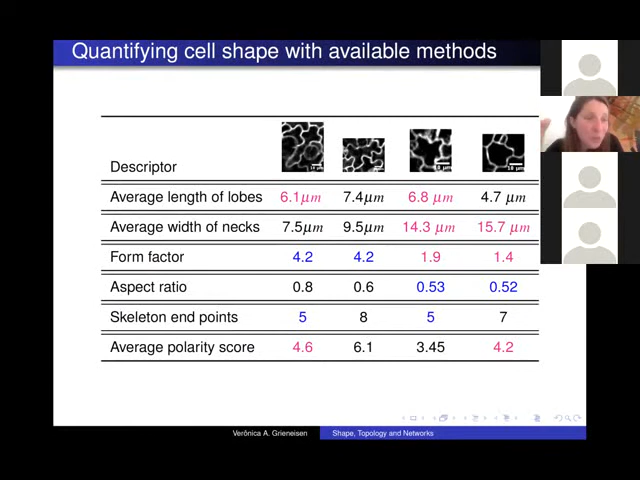 Quantifying cell shape with available methods
Descriptor
Average length of lobes 6.1μm 7.4μm 6.8 μm 4.7 μm
Average width of necks 7.5μm 9.5μm 14.3 μm 15.7 μm
Form factor 4.2 4.2 1.9 1.4
Aspect ratio 0.8 0.6 0.53 0.52
Skeleton end points 5 8 5 7
Average polarity score 4.6 6.1 3.45 4.2
Verônica A. Grieneisen Shape, Topology and Networks